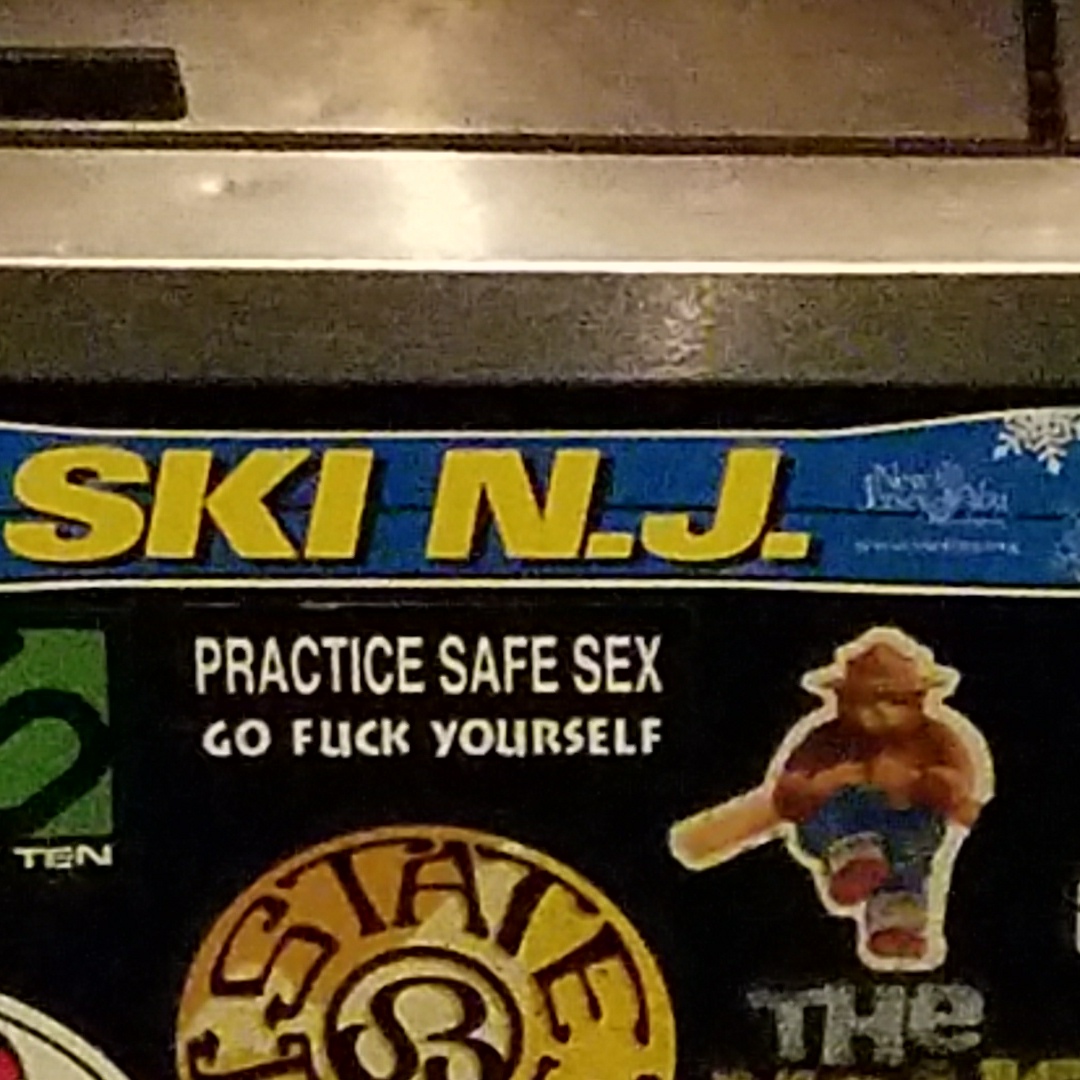 SKI N.J.
PRACTICE SAFE SEX
GO FUCK YOURSELF
TEN
STATE
THE